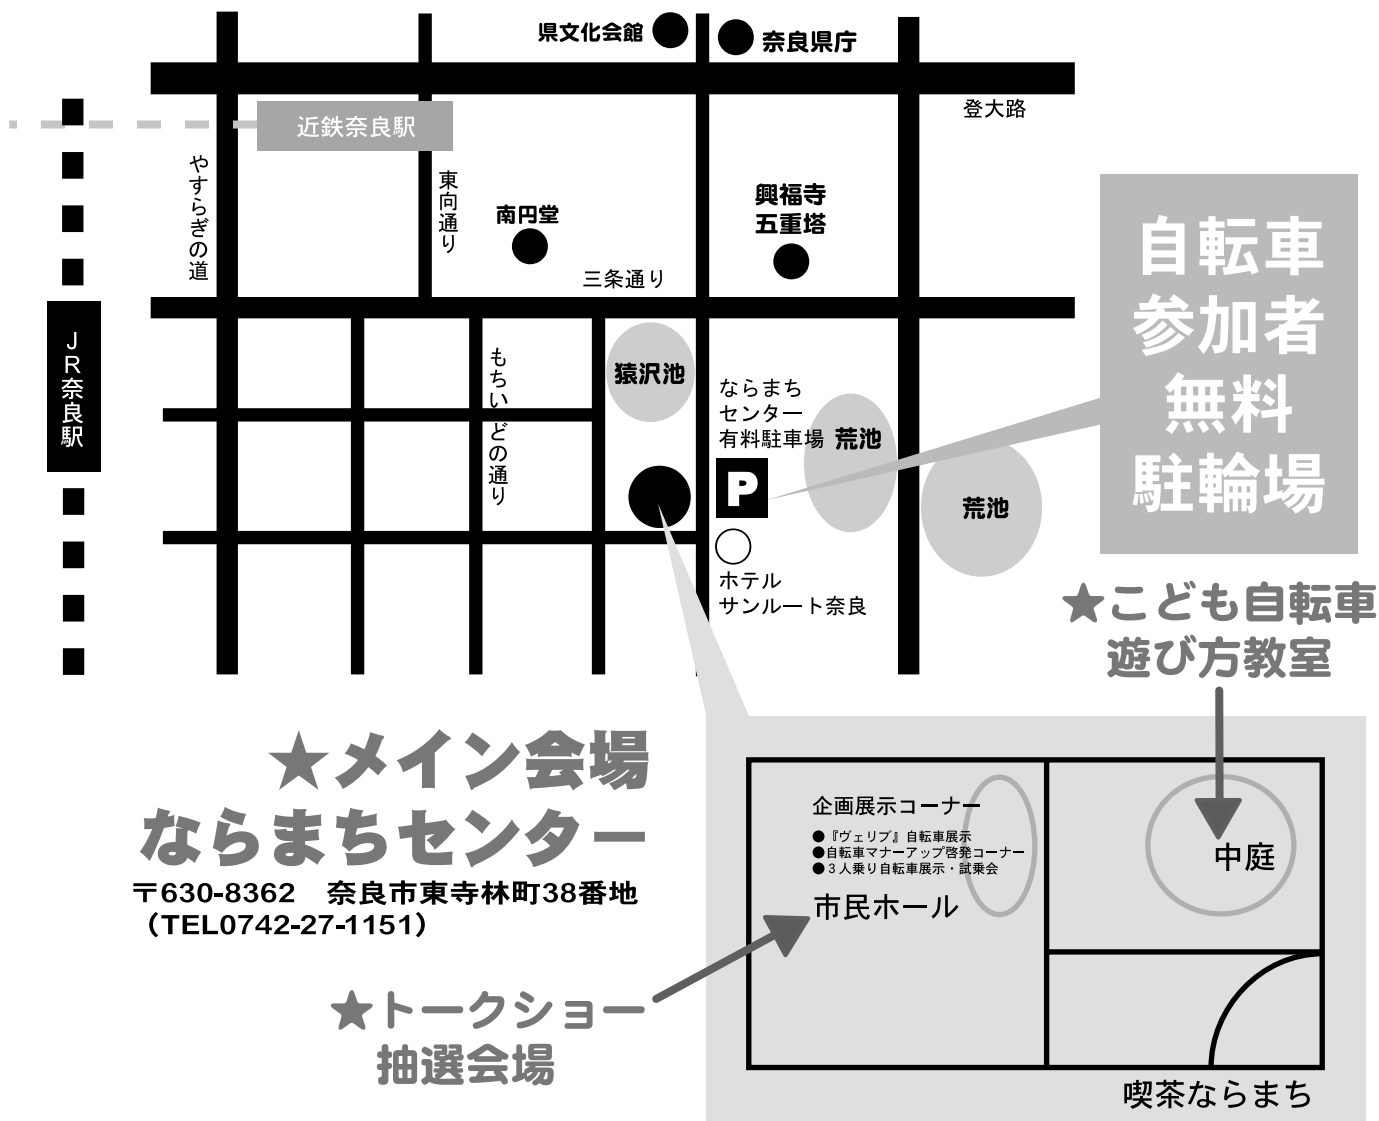 県文化会館
奈良県庁
登大路
近鉄奈良駅
やすらぎの道
東向通り
南円堂
興福寺
五重塔
三条通り
JR奈良駅
もちいどの通り
猿沢池
ならまち
センター
有料駐車場
荒池
P
荒池
ホテル
サンルート奈良
自転車
参加者
無料
駐輪場
★こども自転車
遊び方教室
★メイン会場
ならまちセンター
〒630-8362 奈良市東寺林町38番地
（TEL0742-27-1151）
企画展示コーナー
●『ヴェリブ』自転車展示
●自転車マナーアップ啓発コーナー
●3人乗り自転車展示・試乗会
市民ホール
中庭
★トークショー
抽選会場
喫茶ならまち